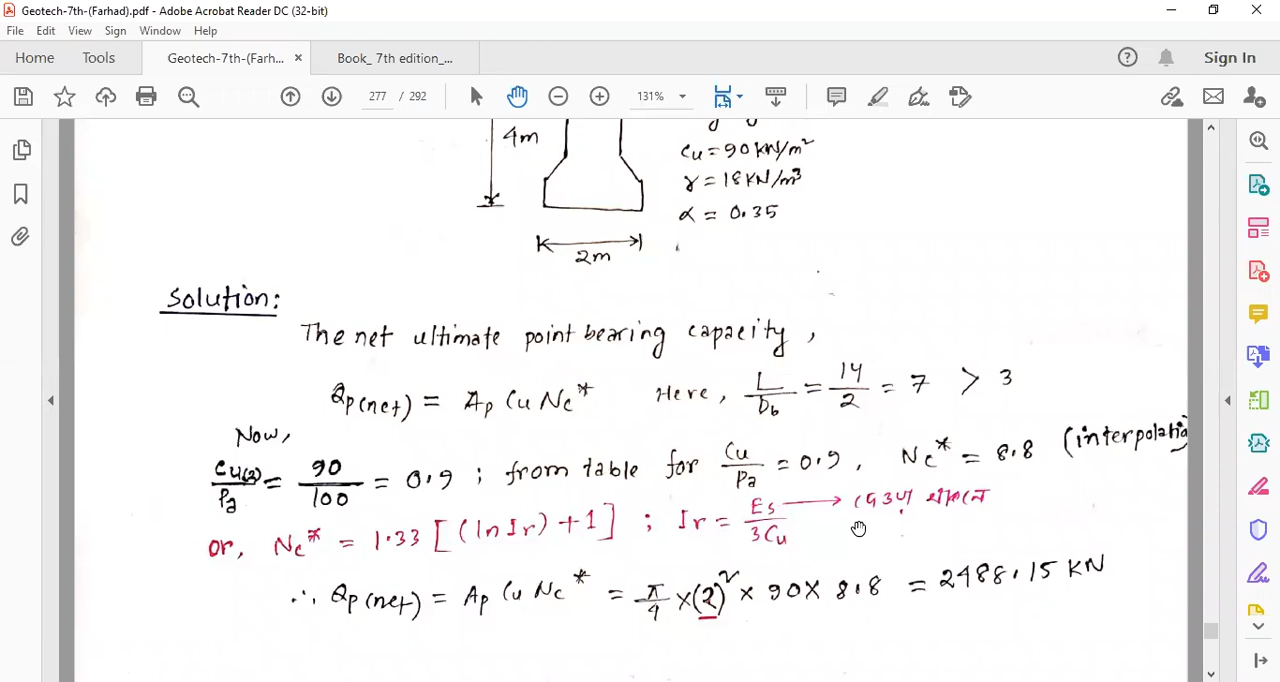 Geotech-7th-(Farhad).pdf - Adobe Acrobat Reader DC (32-bit)
File Edit View Sign Window Help
Home Tools Geotech-7th-(Farh... × Book_ 7th edition_... Sign In
277 / 292 131%
4m
Cu = 90 KN/m²
γ = 18 KN/m³
α = 0.35
2m
Solution:
The net ultimate point bearing capacity,
Qp(net) = Ap Cu Nc* Here, L/Db = 14/2 = 7 > 3
Now,
Cu(2)/Pa = 90/100 = 0.9 ; from table for Cu/Pa = 0.9, Nc* = 8.8 (interpolatio
or, Nc* = 1.33 [(ln Ir) + 1] ; Ir = Es/3Cu →
∴ Qp(net) = Ap Cu Nc* = π/4 × (2)² × 90 × 8.8 = 2488.15 KN